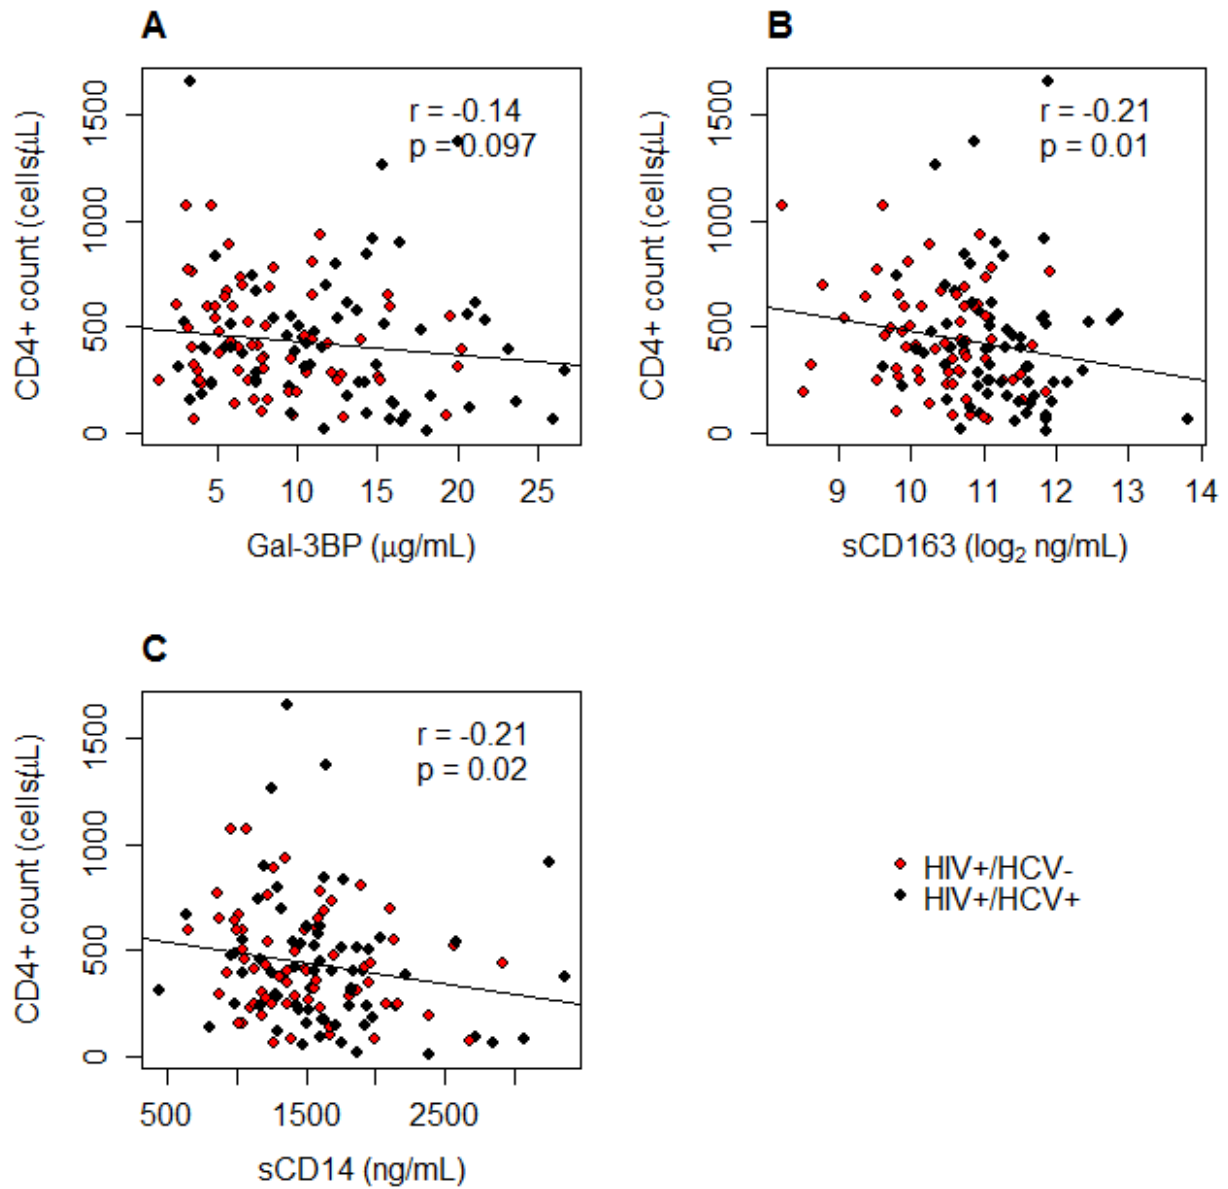 A
r = -0.14
p = 0.097
CD4+ count (cells/µL)
0
500
1000
1500
5
10
15
20
25
Gal-3BP (µg/mL)
B
r = -0.21
p = 0.01
CD4+ count (cells/µL)
0
500
1000
1500
9
10
11
12
13
14
sCD163 (log₂ ng/mL)
C
r = -0.21
p = 0.02
CD4+ count (cells/µL)
0
500
1000
1500
500
1500
2500
sCD14 (ng/mL)
HIV+/HCV-
HIV+/HCV+